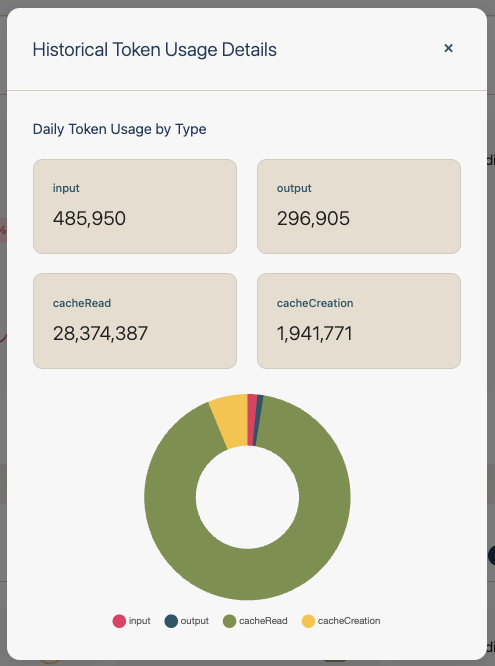 Historical Token Usage Details
×
Daily Token Usage by Type
input
485,950
output
296,905
cacheRead
28,374,387
cacheCreation
1,941,771
input output cacheRead cacheCreation